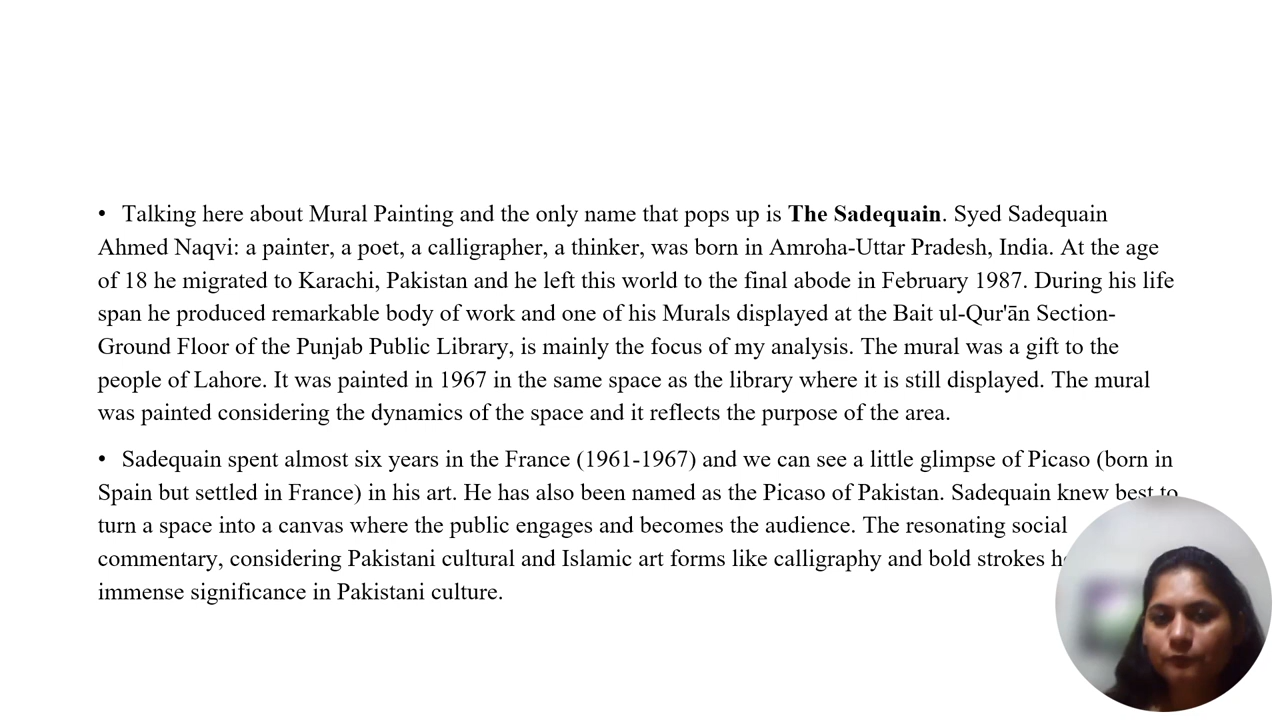 • Talking here about Mural Painting and the only name that pops up is The Sadequain. Syed Sadequain
Ahmed Naqvi: a painter, a poet, a calligrapher, a thinker, was born in Amroha-Uttar Pradesh, India. At the age
of 18 he migrated to Karachi, Pakistan and he left this world to the final abode in February 1987. During his life
span he produced remarkable body of work and one of his Murals displayed at the Bait ul-Qur'ān Section-
Ground Floor of the Punjab Public Library, is mainly the focus of my analysis. The mural was a gift to the
people of Lahore. It was painted in 1967 in the same space as the library where it is still displayed. The mural
was painted considering the dynamics of the space and it reflects the purpose of the area.
• Sadequain spent almost six years in the France (1961-1967) and we can see a little glimpse of Picaso (born in
Spain but settled in France) in his art. He has also been named as the Picaso of Pakistan. Sadequain knew best to
turn a space into a canvas where the public engages and becomes the audience. The resonating social
commentary, considering Pakistani cultural and Islamic art forms like calligraphy and bold strokes
immense significance in Pakistani culture.